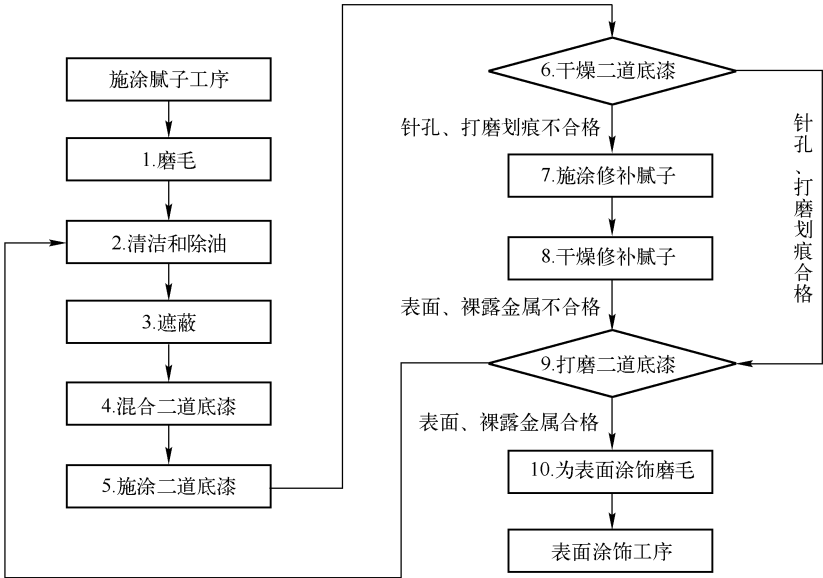 施涂腻子工序
1.磨毛
2.清洁和除油
3.遮蔽
4.混合二道底漆
5.施涂二道底漆
6.干燥二道底漆
针孔、打磨划痕不合格
针孔、打磨划痕合格
7.施涂修补腻子
8.干燥修补腻子
表面、裸露金属不合格
9.打磨二道底漆
表面、裸露金属合格
10.为表面涂饰磨毛
表面涂饰工序